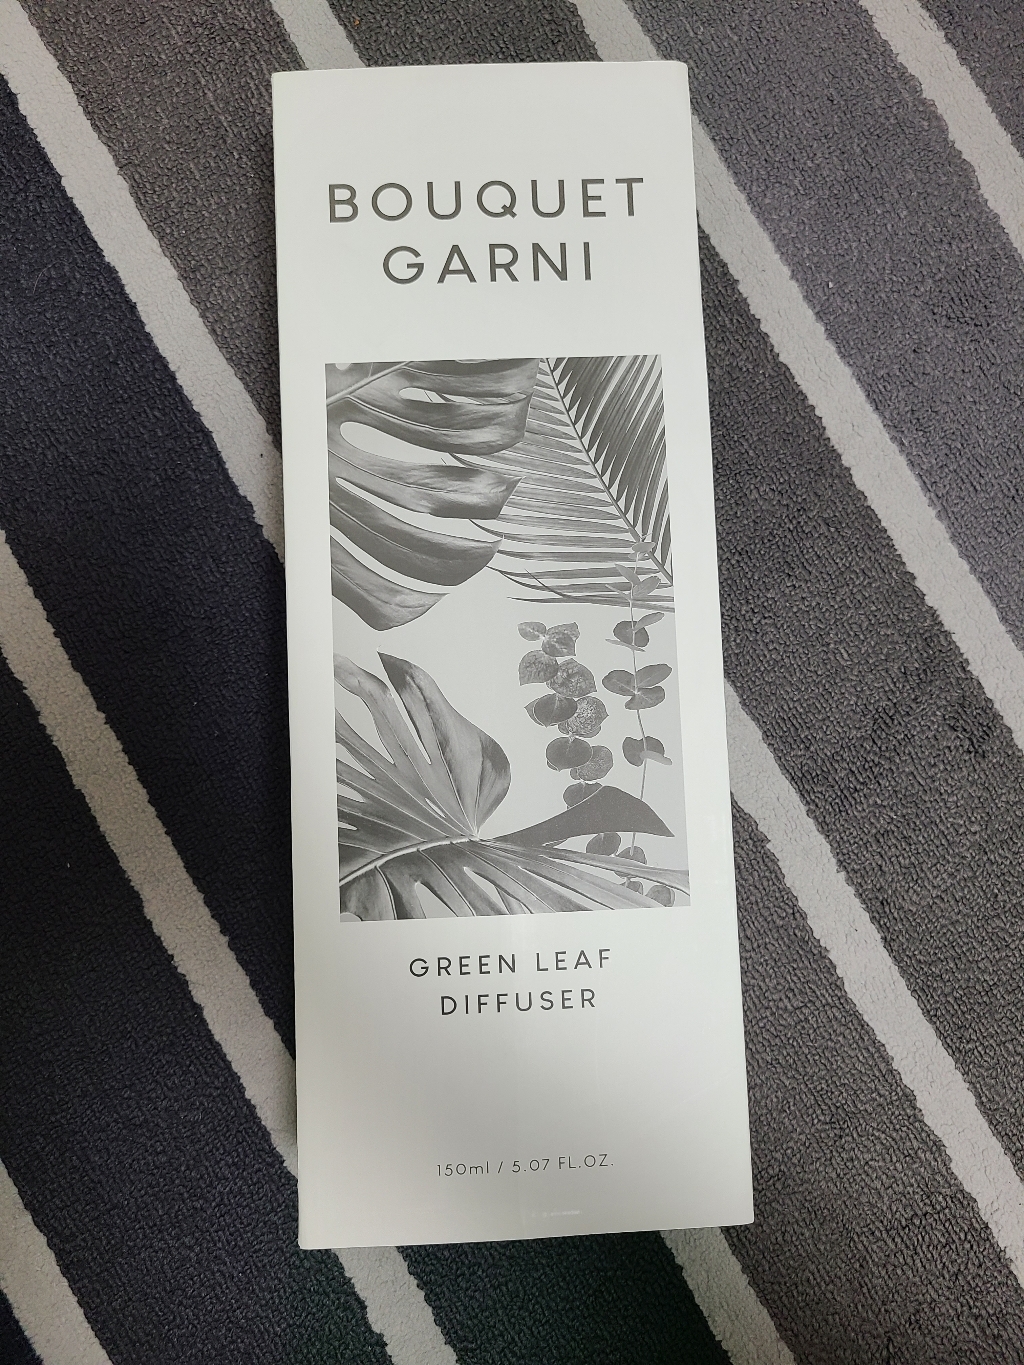 BOUQUET
GARNI
GREEN LEAF
DIFFUSER
150ml / 5.07 FL.OZ.